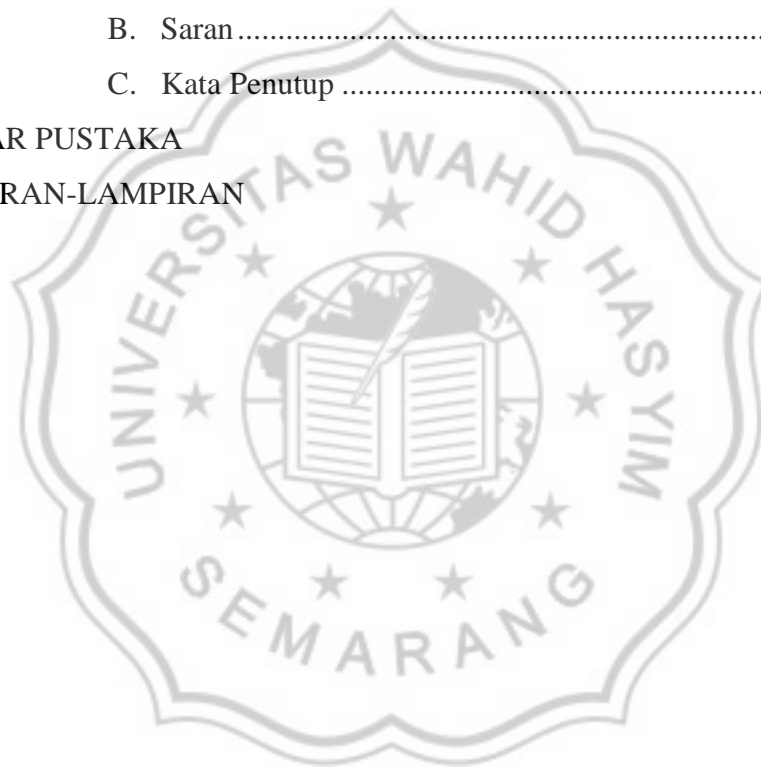 B. Saran ................................................................
C. Kata Penutup ................................................................
AR PUSTAKA
RAN-LAMPIRAN
UNIVERSITAS WAHID HASYIM
SEMARANG